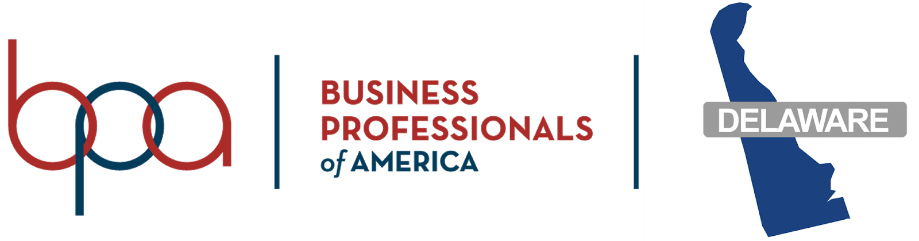 bpa
BUSINESS
PROFESSIONALS
of AMERICA
DELAWARE